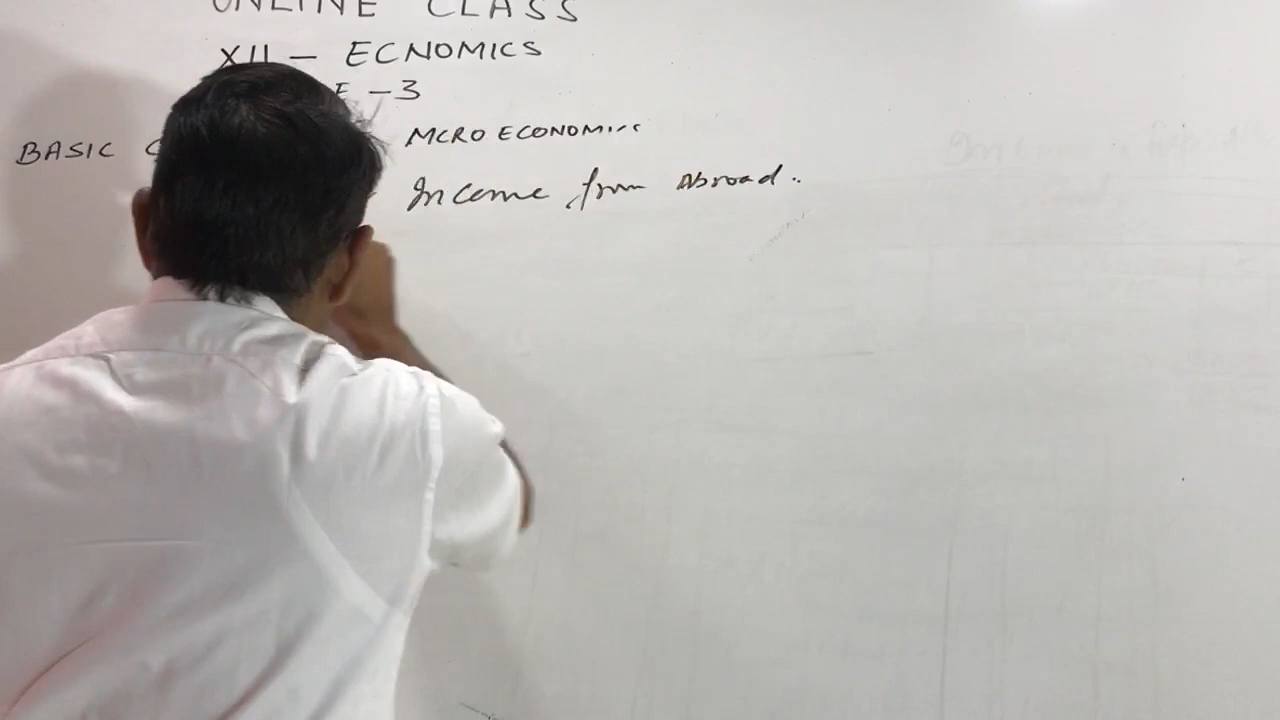 ONLINE CLASS
XII - ECNOMICS
E -3
BASIC C MCRO ECONOMICS
Income from Abroad.